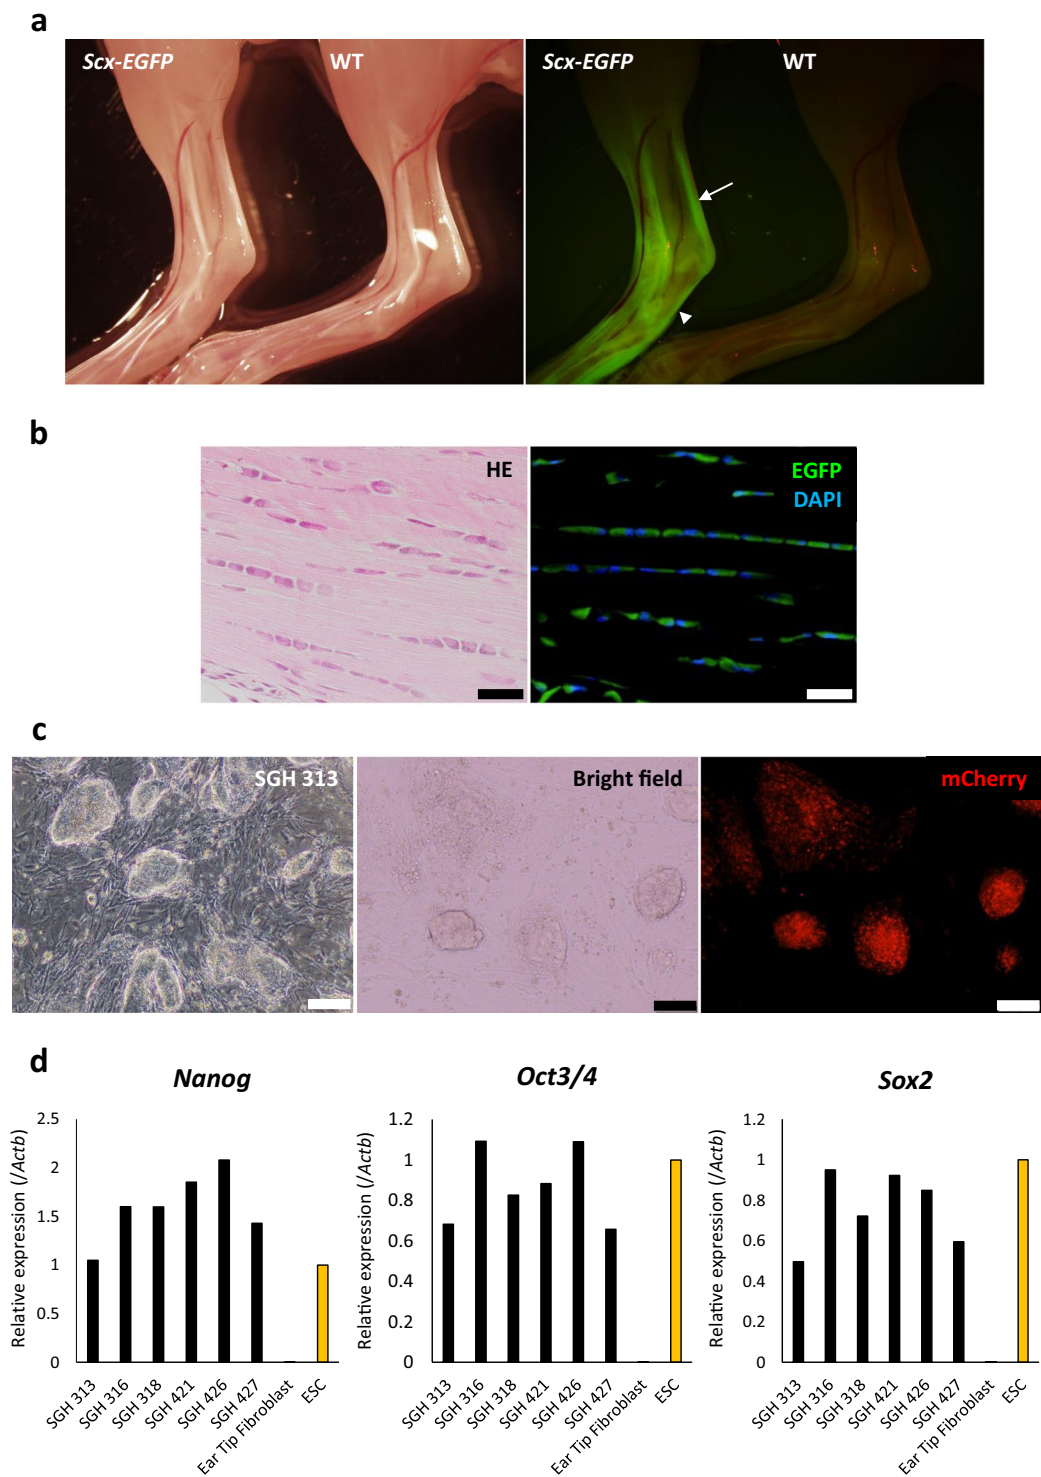 a
Scx-EGFP WT Scx-EGFP WT
b
HE EGFP
DAPI
c
SGH 313 Bright field mCherry
d
Nanog Oct3/4 Sox2
Relative expression (/Actb)
2.5
2
1.5
1
0.5
0
SGH 313
SGH 316
SGH 318
SGH 421
SGH 426
SGH 427
Ear Tip Fibroblast
ESC
Relative expression (/Actb)
1.2
1
0.8
0.6
0.4
0.2
0
SGH 313
SGH 316
SGH 318
SGH 421
SGH 426
SGH 427
Ear Tip Fibroblast
ESC
Relative expression (/Actb)
1.2
1
0.8
0.6
0.4
0.2
0
SGH 313
SGH 316
SGH 318
SGH 421
SGH 426
SGH 427
Ear Tip Fibroblast
ESC